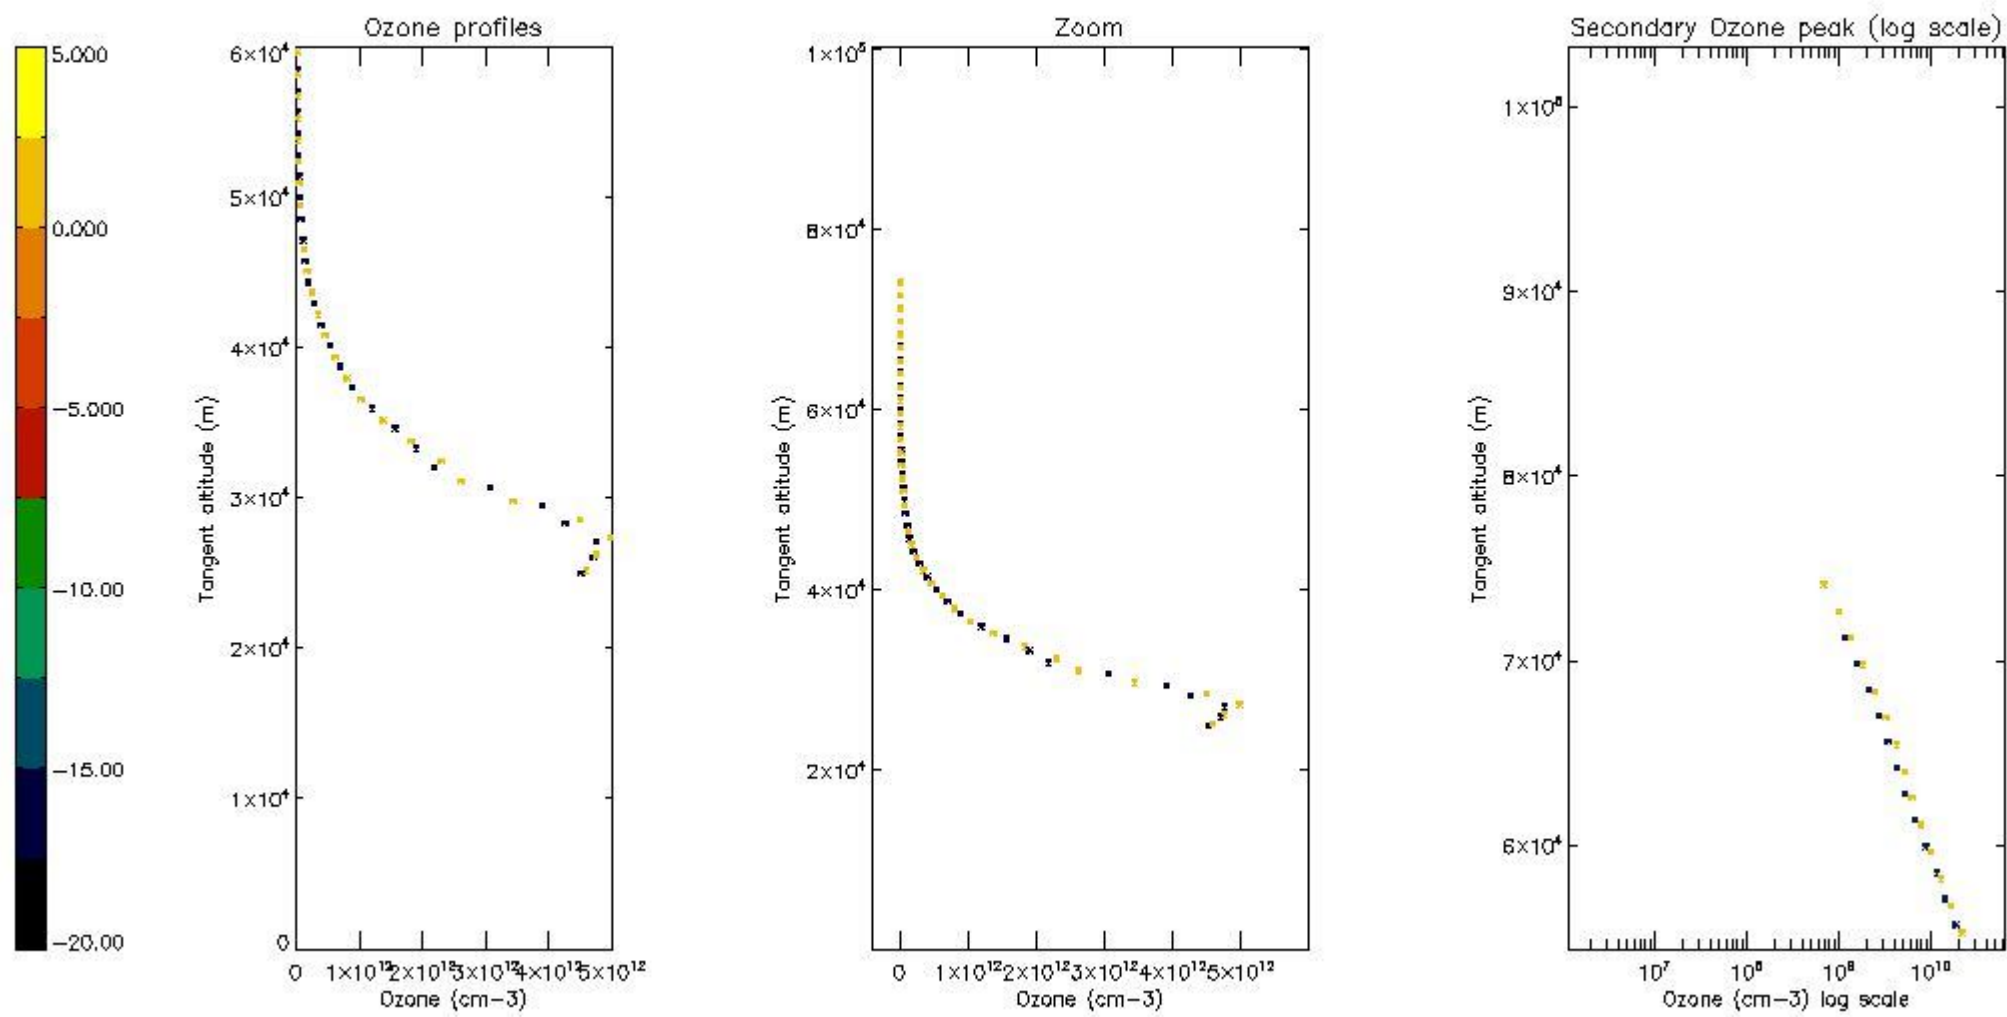 Ozone profiles
Zoom
Secondary Ozone peak (log scale)
5.000
0.000
−5.000
−10.00
−15.00
−20.00
6×10⁴
5×10⁴
4×10⁴
3×10⁴
2×10⁴
1×10⁴
0
Tangent altitude (m)
0 1×10¹² 2×10¹² 3×10¹² 4×10¹² 5×10¹²
Ozone (cm−3)
1×10⁵
8×10⁴
6×10⁴
4×10⁴
2×10⁴
Tangent altitude (m)
0 1×10¹² 2×10¹² 3×10¹² 4×10¹² 5×10¹²
Ozone (cm−3)
1×10⁵
9×10⁴
8×10⁴
7×10⁴
6×10⁴
Tangent altitude (m)
10⁷ 10⁸ 10⁹ 10¹⁰
Ozone (cm−3) log scale